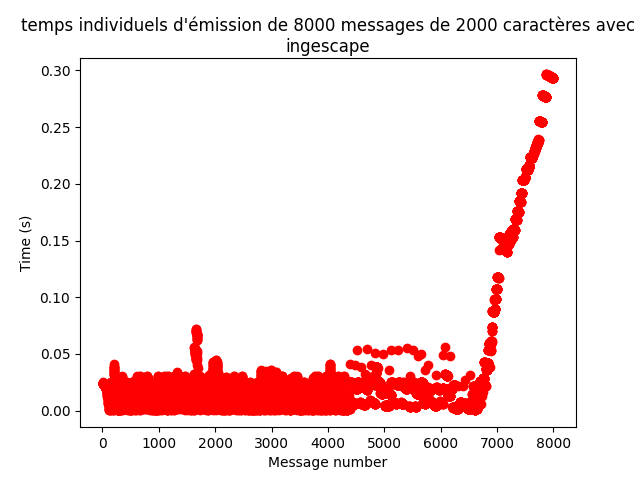 temps individuels d'émission de 8000 messages de 2000 caractères avec
ingescape
0.30
0.25
0.20
0.15
0.10
0.05
0.00
Time (s)
0 1000 2000 3000 4000 5000 6000 7000 8000
Message number